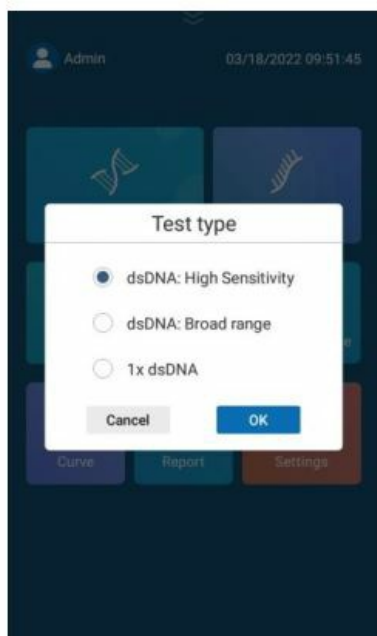 Admin
03/18/2022 09:51:45
Test type
dsDNA: High Sensitivity
dsDNA: Broad range
1x dsDNA
Cancel
OK
Curve
Report
Settings